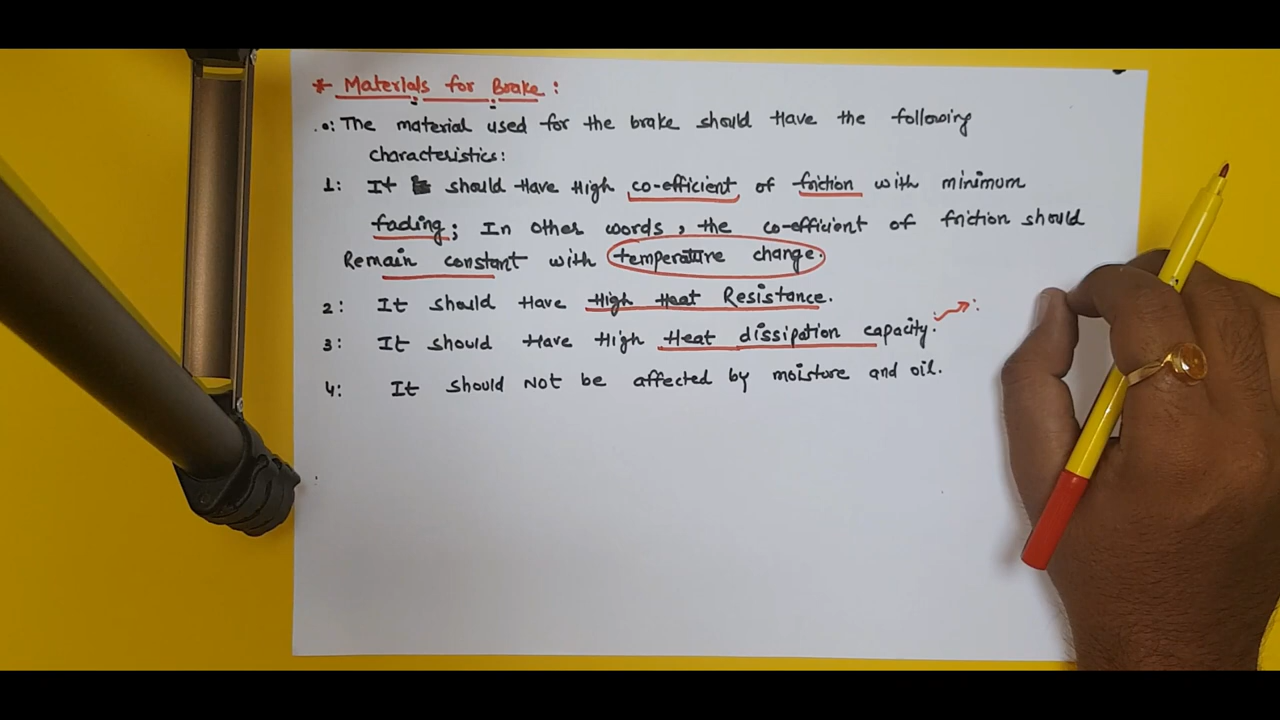 * Materials for Brake :
•: The material used for the brake should Have the following
characteristics:
1: It should Have High co-efficient of friction with minimum
fading; In other words, the co-efficient of friction should
Remain constant with temperature change.
2: It should Have High Heat Resistance.
3: It should Have High Heat dissipation capacity.
4: It should Not be affected by moisture and oil.